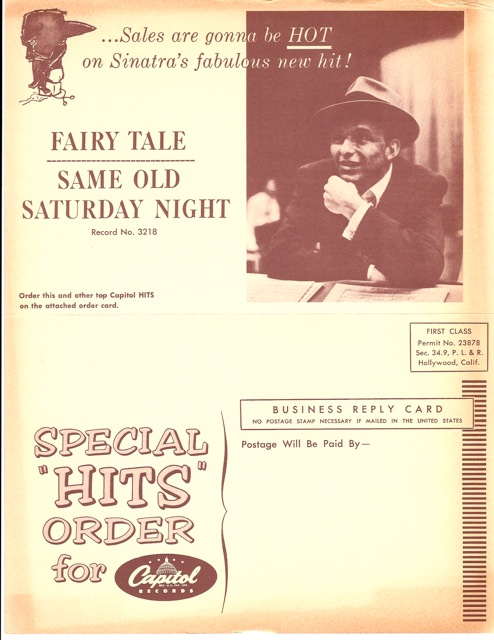 ...Sales are gonna be HOT
on Sinatra's fabulous new hit!
FAIRY TALE
SAME OLD
SATURDAY NIGHT
Record No. 3218
Order this and other top Capitol HITS
on the attached order card.
FIRST CLASS
Permit No. 23878
Sec. 34.9, P. L. & R.
Hollywood, Calif.
BUSINESS REPLY CARD
NO POSTAGE STAMP NECESSARY IF MAILED IN THE UNITED STATES
Postage Will Be Paid By—
SPECIAL
"HITS"
ORDER
for
Capitol
RECORDS